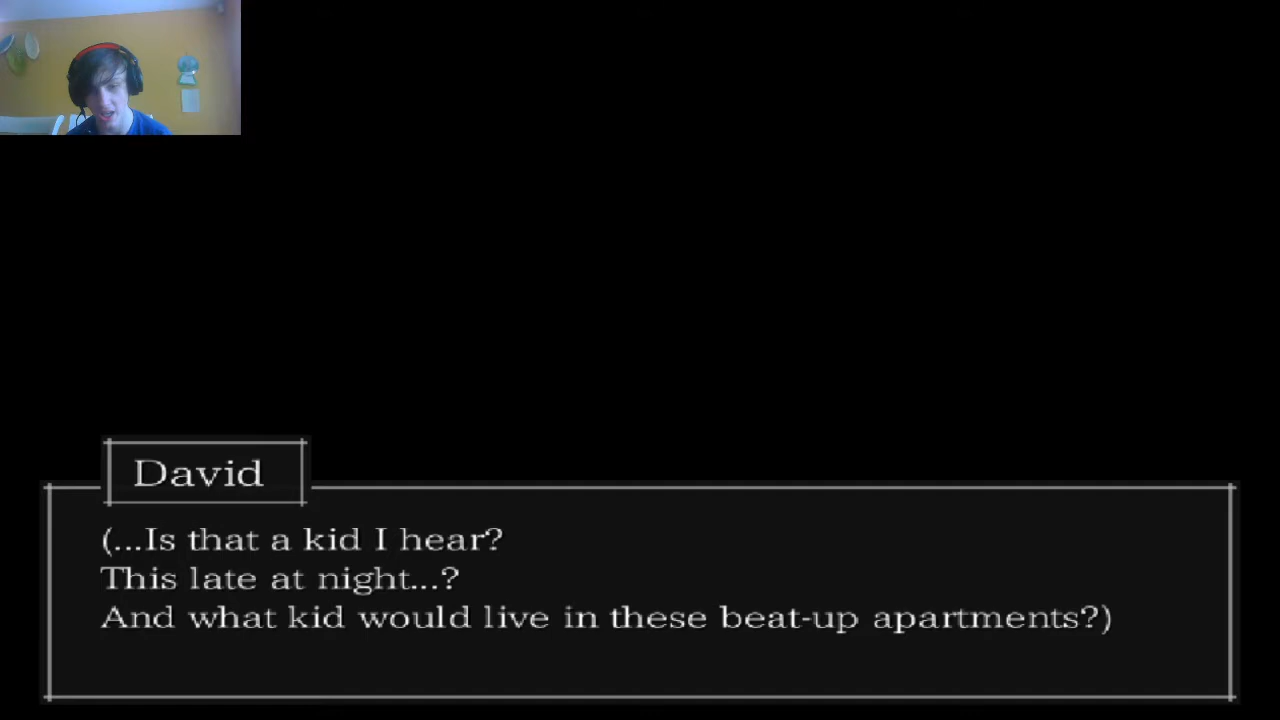 David
(...Is that a kid I hear?
This late at night...?
And what kid would live in these beat-up apartments?)